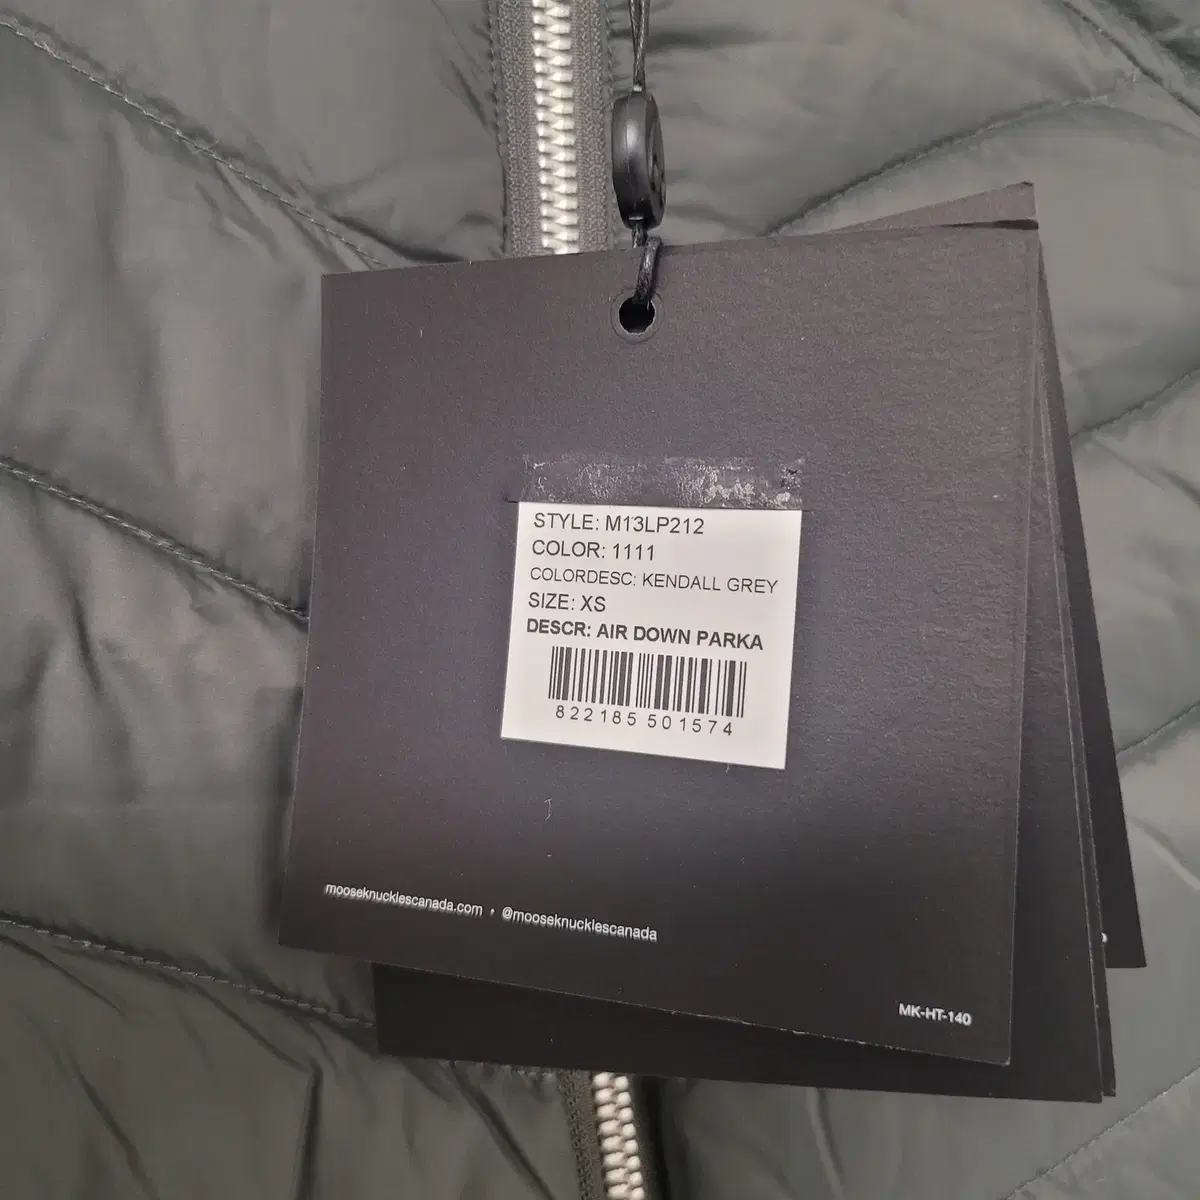 STYLE: M13LP212
COLOR: 1111
COLORDESC: KENDALL GREY
SIZE: XS
DESCR: AIR DOWN PARKA
822185 501574
mooseknucklescanada.com • @mooseknucklescanada
MK-HT-140